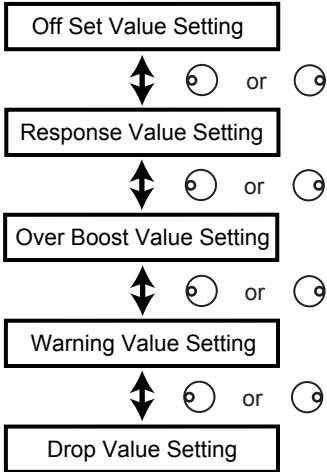 Off Set Value Setting
or
Response Value Setting
or
Over Boost Value Setting
or
Warning Value Setting
or
Drop Value Setting